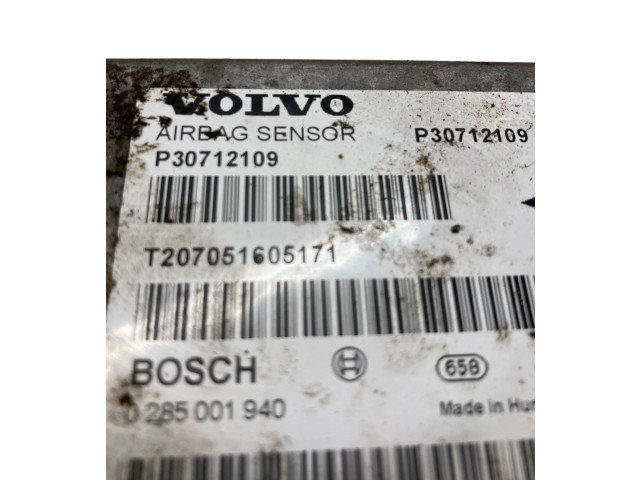 VOLVO
AIRBAG SENSOR P30712109
P30712109
T207051605171
BOSCH 658
0 285 001 940 Made in Hun